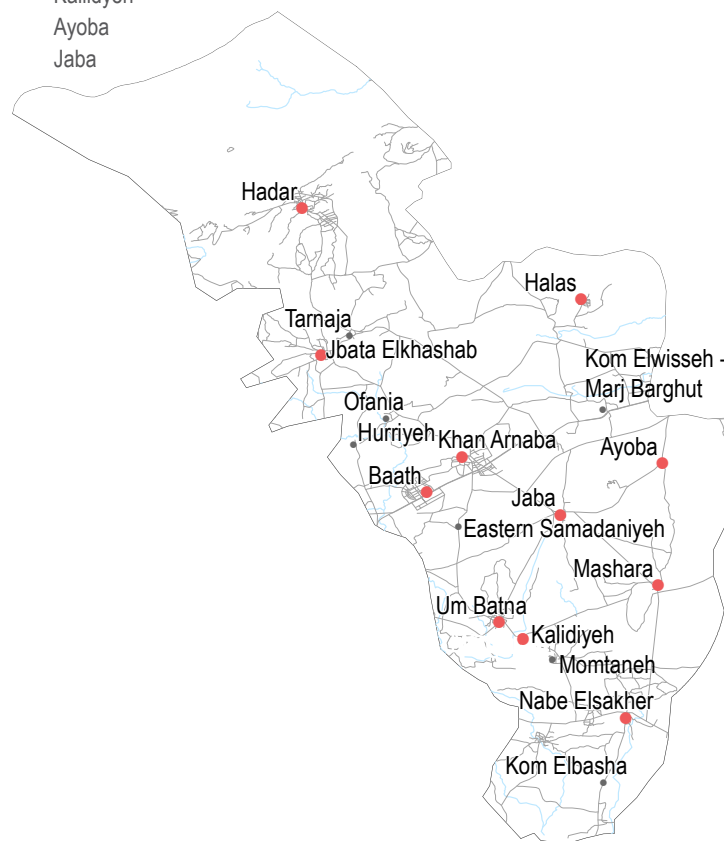 Kalidyeh
Ayoba
Jaba
Hadar
Halas
Tarnaja
Jbata Elkhashab
Kom Elwisseh -
Marj Barghut
Ofania
Hurriyeh
Khan Arnaba
Ayoba
Baath
Jaba
Eastern Samadaniyeh
Mashara
Um Batna
Kalidiyeh
Momtaneh
Nabe Elsakher
Kom Elbasha